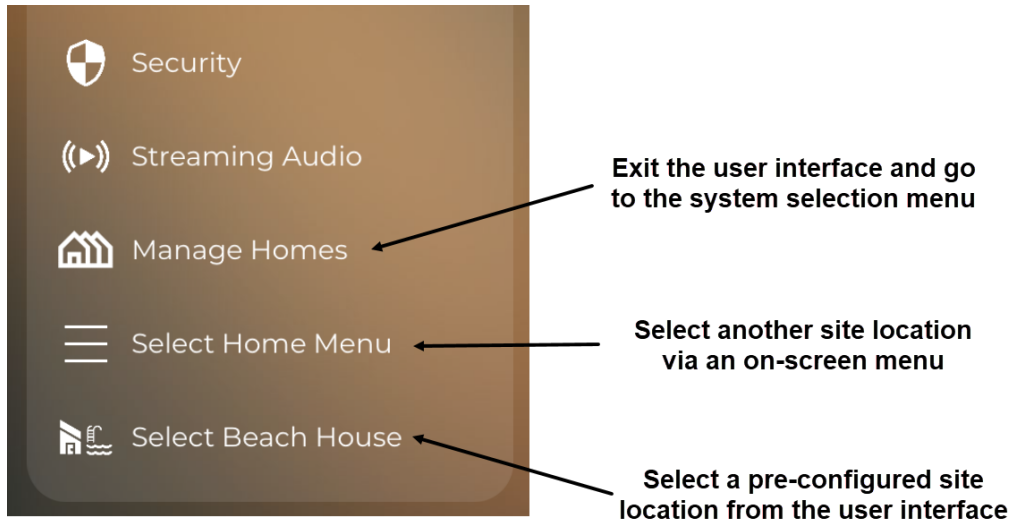 Security
Streaming Audio
Exit the user interface and go
to the system selection menu
Manage Homes
Select another site location
via an on-screen menu
Select Home Menu
Select Beach House
Select a pre-configured site
location from the user interface